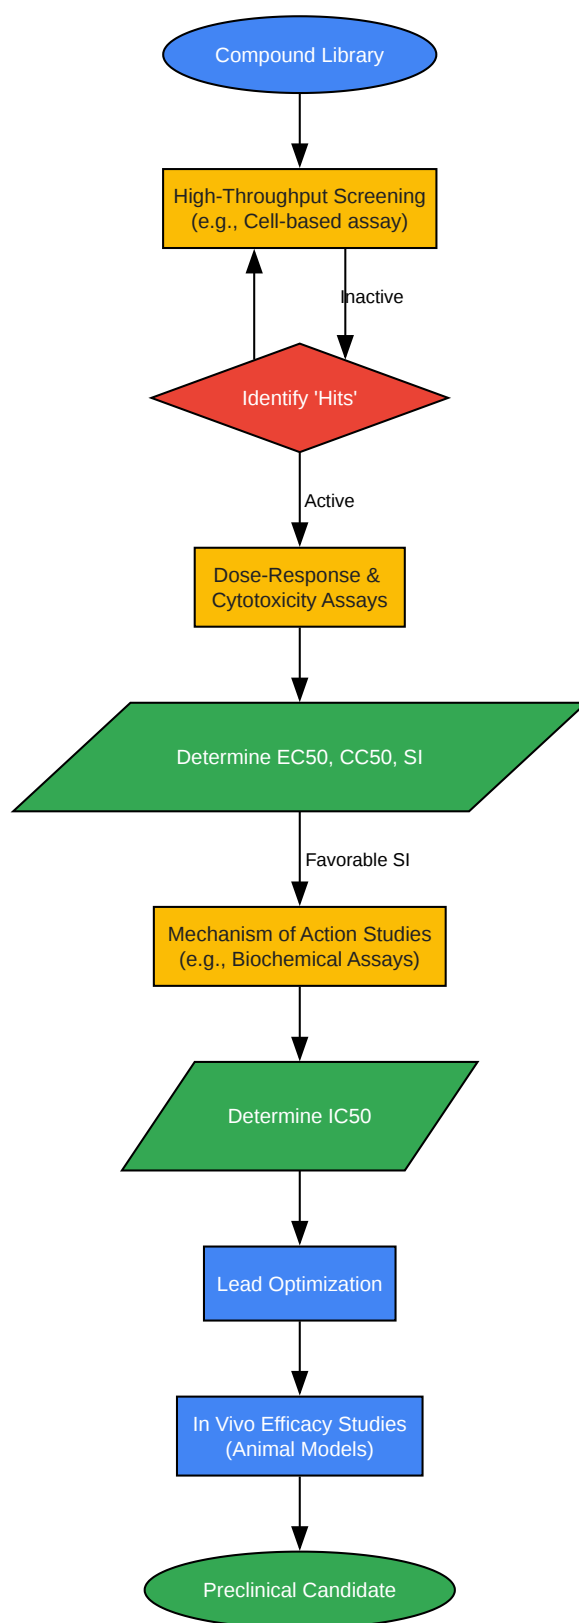 Compound Library
High-Throughput Screening
(e.g., Cell-based assay)
Inactive
Identify 'Hits'
Active
Dose-Response &
Cytotoxicity Assays
Determine EC50, CC50, SI
Favorable SI
Mechanism of Action Studies
(e.g., Biochemical Assays)
Determine IC50
Lead Optimization
In Vivo Efficacy Studies
(Animal Models)
Preclinical Candidate